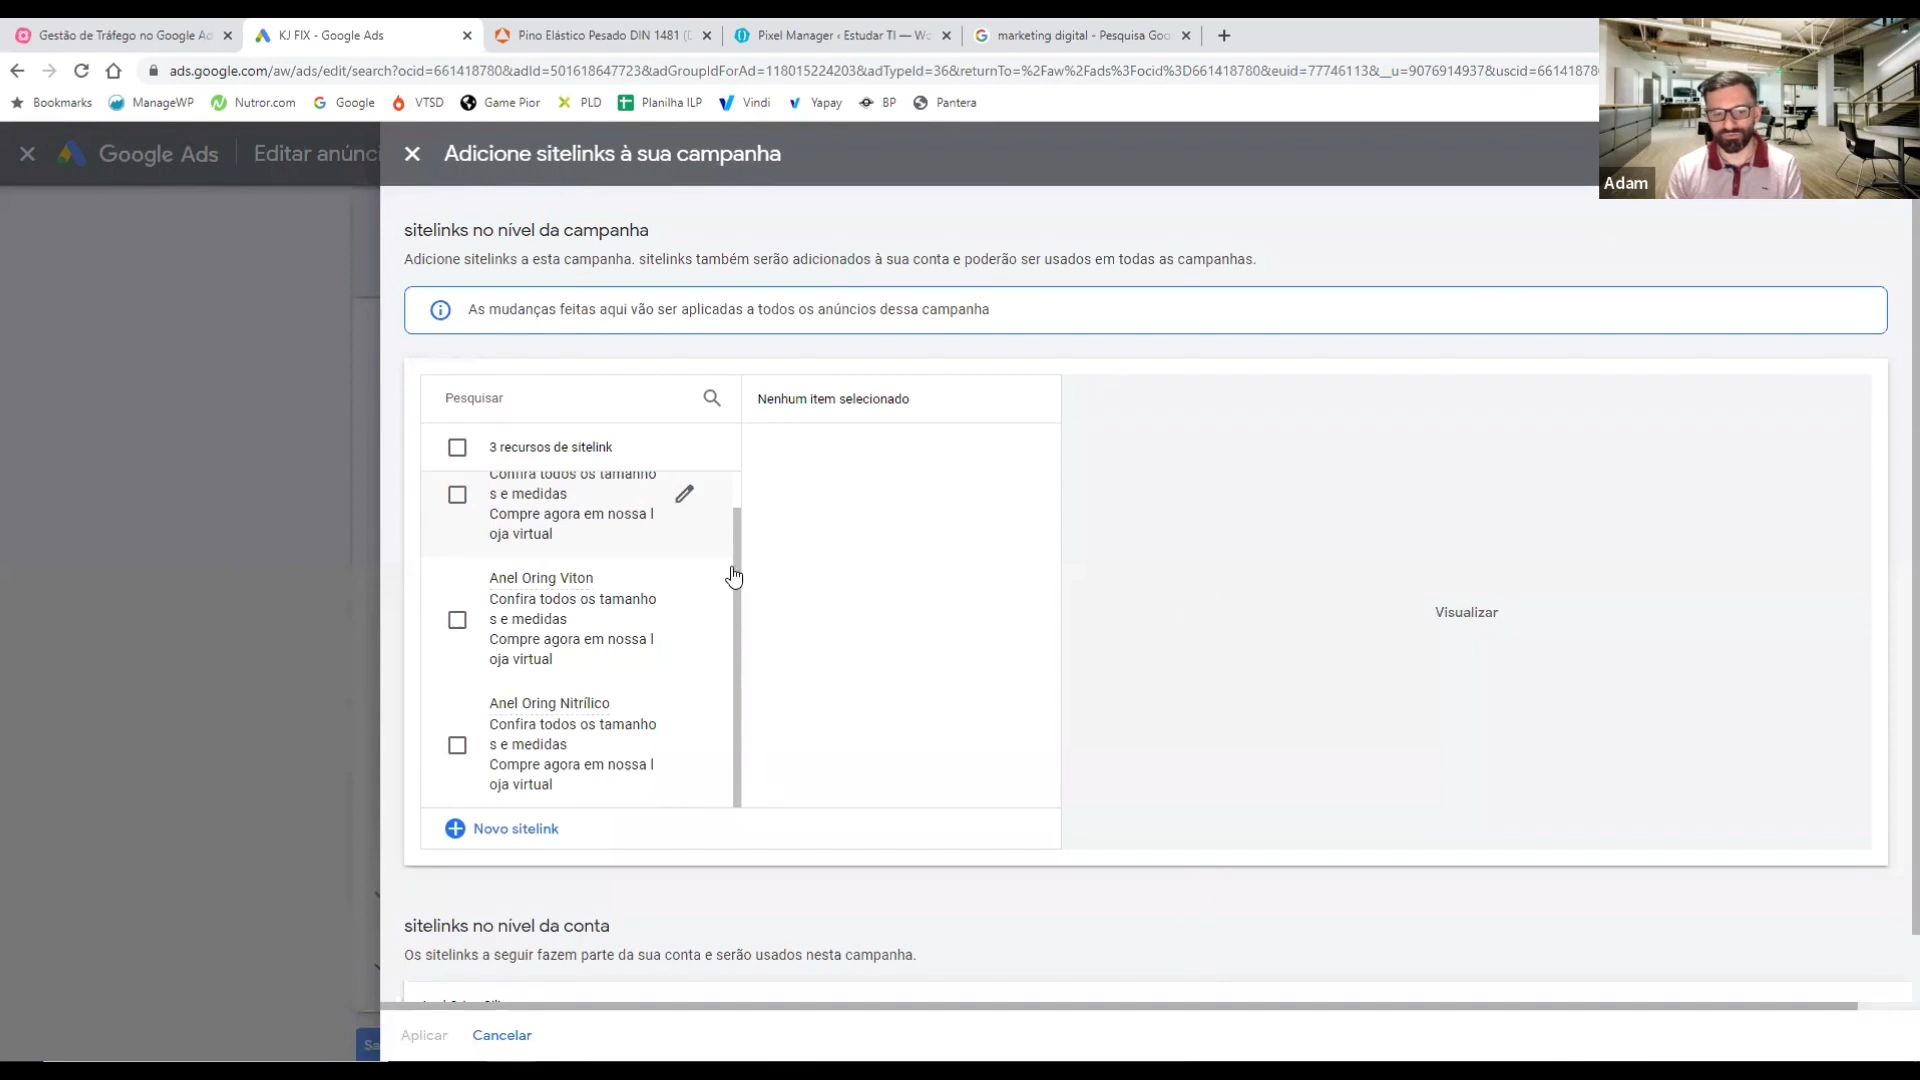 Gestão de Tráfego no Google Ad
KJ FIX - Google Ads
Pino Elástico Pesado DIN 1481 (D
Pixel Manager ‹ Estudar TI — Wo
marketing digital - Pesquisa Goo
ads.google.com/aw/ads/edit/search?ocid=661418780&adId=501618647723&adGroupIdForAd=118015224203&adTypeId=36&returnTo=%2Faw%2Fads%3Focid%3D661418780&euid=77746113&__u=9076914937&uscid=661418780
Bookmarks
ManageWP
Nutror.com
Google
VTSD
Game Pior
PLD
Planilha ILP
Vindi
Yapay
BP
Pantera
Google Ads
Editar anúnci
Adicione sitelinks à sua campanha
Adam
sitelinks no nível da campanha
Adicione sitelinks a esta campanha. sitelinks também serão adicionados à sua conta e poderão ser usados em todas as campanhas.
As mudanças feitas aqui vão ser aplicadas a todos os anúncios dessa campanha
Pesquisar
Nenhum item selecionado
3 recursos de sitelink
Confira todos os tamanho
s e medidas
Compre agora em nossa l
oja virtual
Anel Oring Viton
Confira todos os tamanho
s e medidas
Compre agora em nossa l
oja virtual
Anel Oring Nitrílico
Confira todos os tamanho
s e medidas
Compre agora em nossa l
oja virtual
Visualizar
Novo sitelink
sitelinks no nível da conta
Os sitelinks a seguir fazem parte da sua conta e serão usados nesta campanha.
Sa
Aplicar
Cancelar